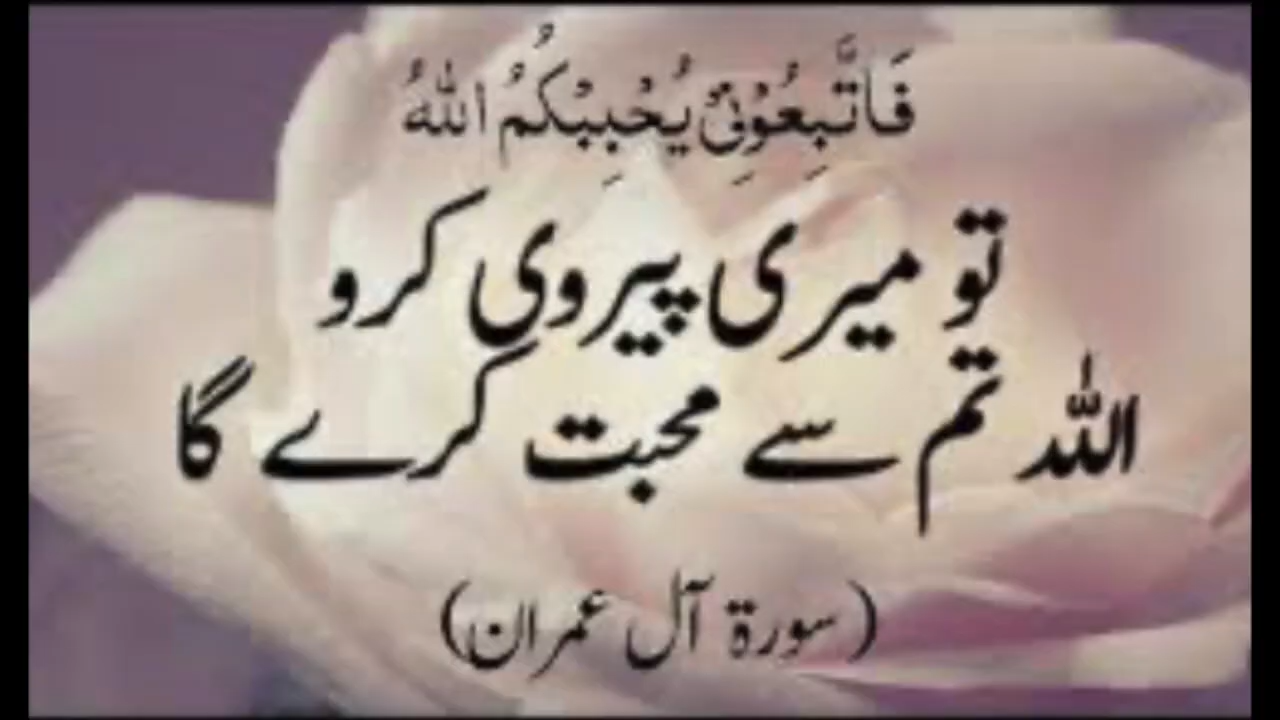 فَاتَّبِعُوْنِیْ یُحْبِبْکُمُ اللّٰہُ
تو میری پیروی کرو
اللہ تم سے محبت کرے گا
(سورۃ آل عمران)